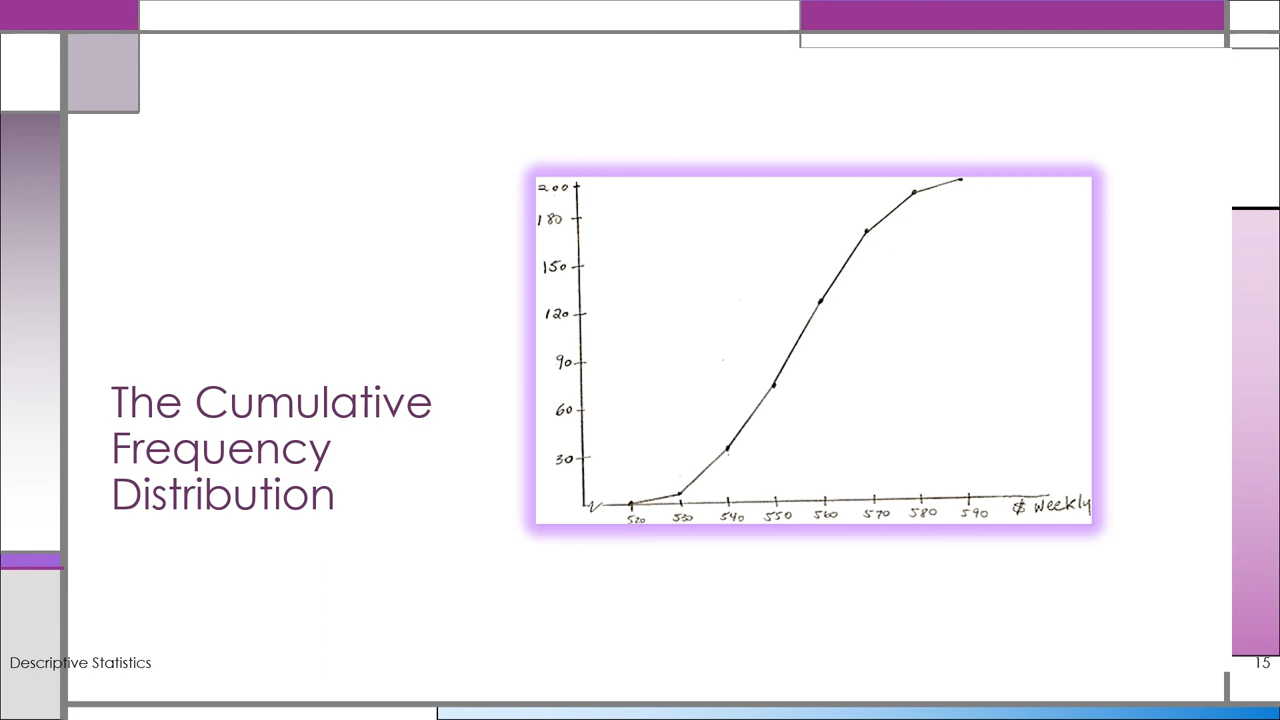 The Cumulative
Frequency
Distribution
200
180
150
120
90
60
30
520 530 540 550 560 570 580 590 $ weekly
Descriptive Statistics
15